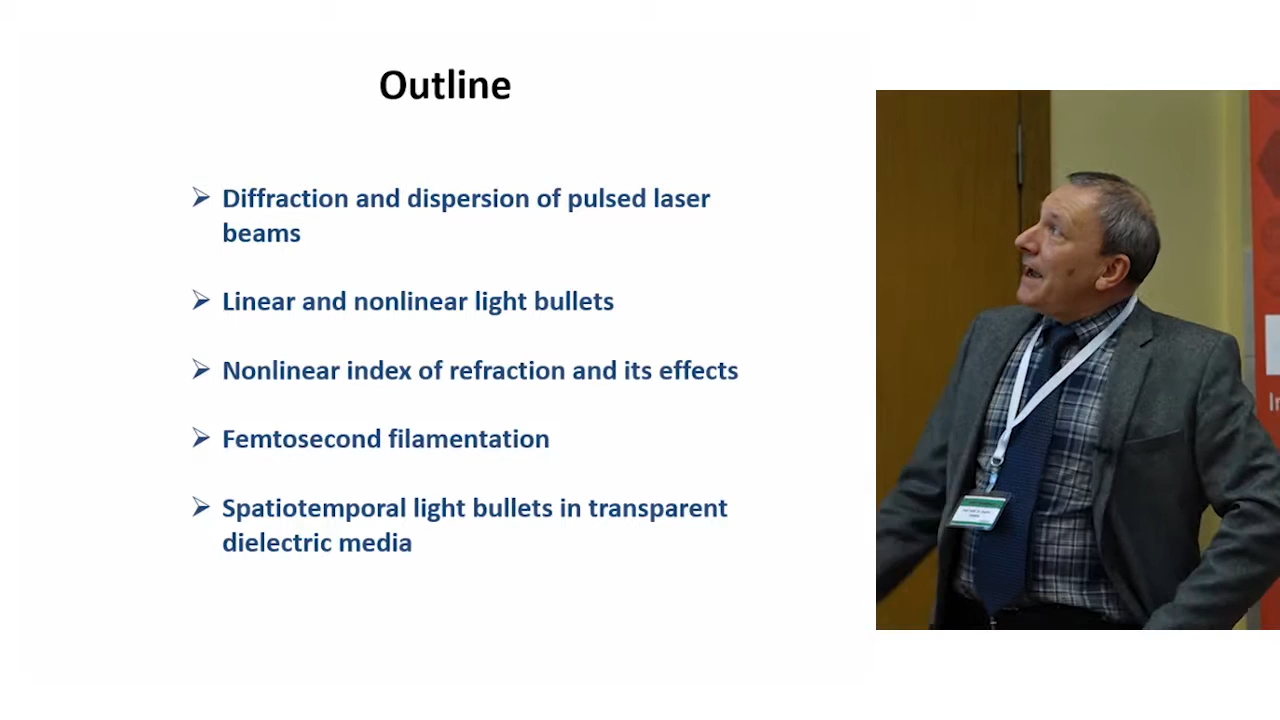 Outline
Diffraction and dispersion of pulsed laser
beams
Linear and nonlinear light bullets
Nonlinear index of refraction and its effects
Femtosecond filamentation
Spatiotemporal light bullets in transparent
dielectric media